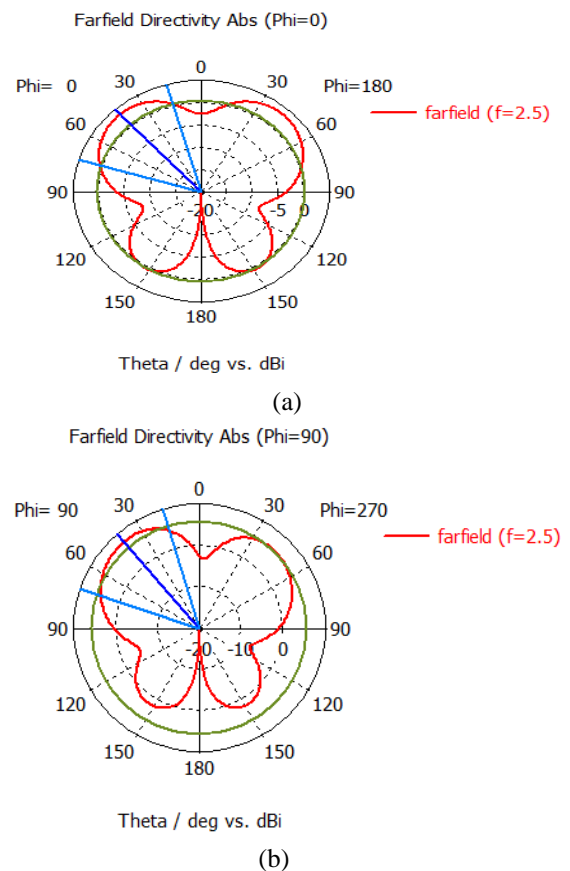 Farfield Directivity Abs (Phi=0)
Phi= 0 30 0 30 Phi=180
farfield (f=2.5)
60 60
90 -20 -5 0 90
120 120
150 150
180
Theta / deg vs. dBi
(a)
Farfield Directivity Abs (Phi=90)
Phi= 90 30 0 30 Phi=270
farfield (f=2.5)
60 60
90 -20 -10 0 90
120 120
150 150
180
Theta / deg vs. dBi
(b)